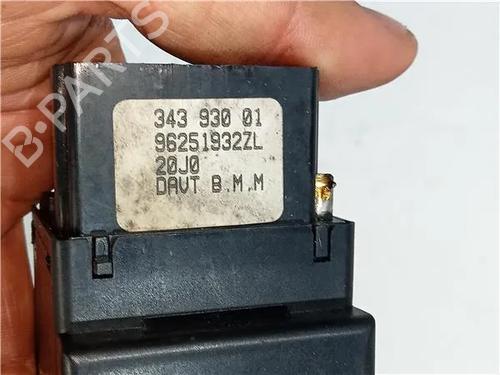 B-PARTS
343 930 01
96251932ZL
20J0
DAVT B.M.M